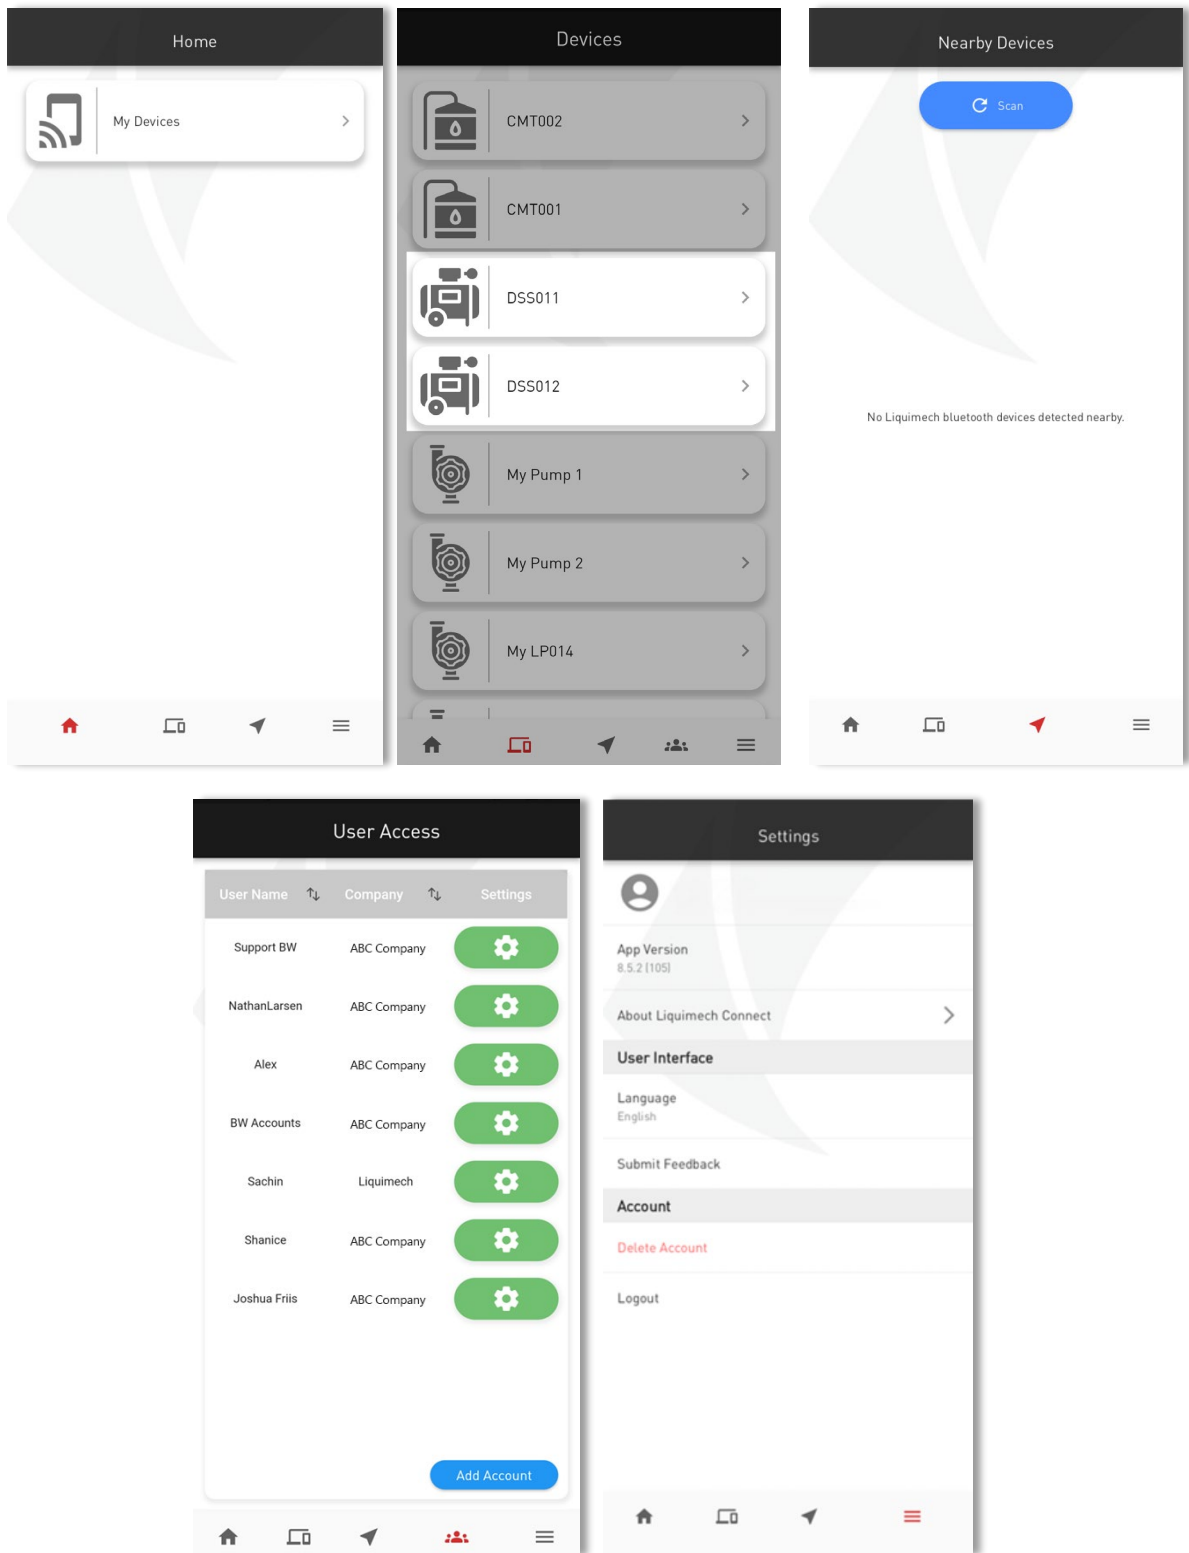 Home
My Devices
Devices
CMT002
CMT001
DSS011
DSS012
My Pump 1
My Pump 2
My LP014
Nearby Devices
Scan
No Liquimech bluetooth devices detected nearby.
User Access
User Name Company Settings
Support BW ABC Company
NathanLarsen ABC Company
Alex ABC Company
BW Accounts ABC Company
Sachin Liquimech
Shanice ABC Company
Joshua Friis ABC Company
Add Account
Settings
App Version
8.5.2 (105)
About Liquimech Connect
User Interface
Language
English
Submit Feedback
Account
Delete Account
Logout